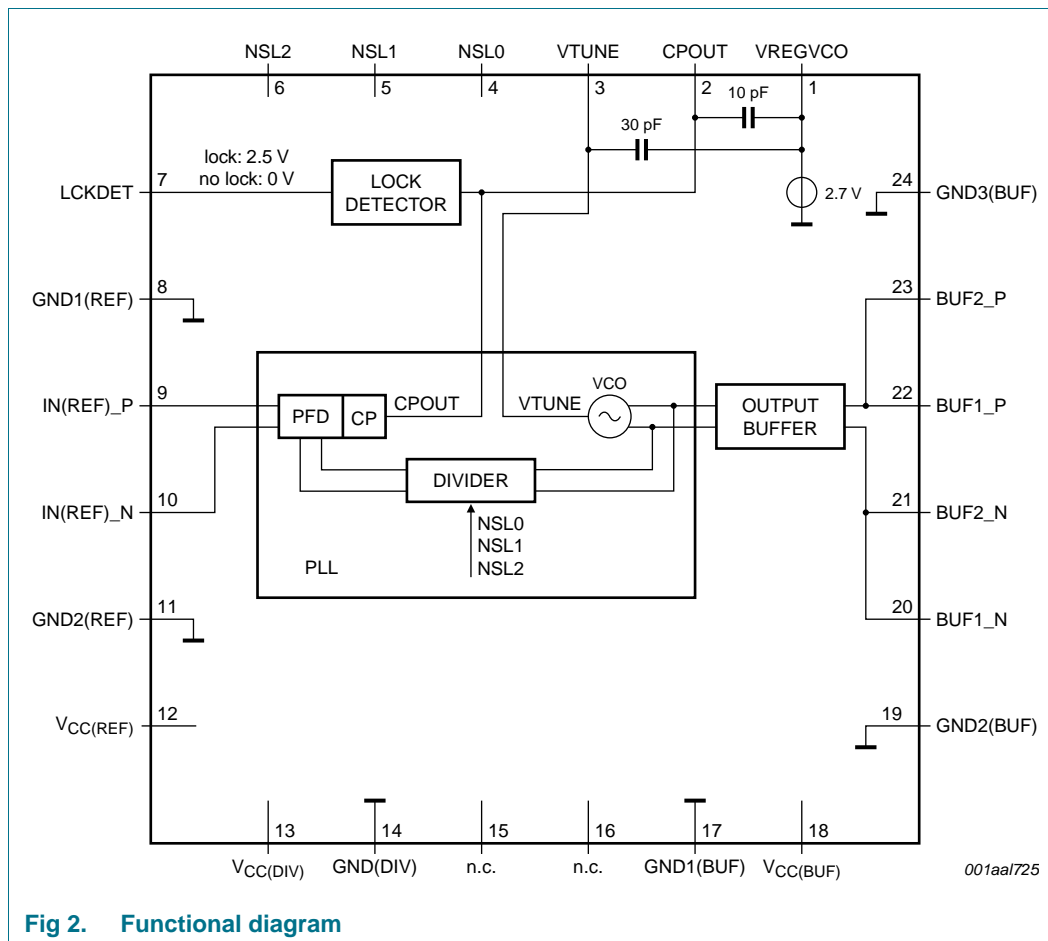 NSL2 NSL1 NSL0 VTUNE CPOUT VREGVCO
6 5 4 3 2 1
10 pF
30 pF
lock: 2.5 V
no lock: 0 V
LCKDET 7
LOCK
DETECTOR
2.7 V
24 GND3(BUF)
GND1(REF) 8
23 BUF2_P
IN(REF)_P 9
PFD CP CPOUT
VTUNE
VCO
OUTPUT
BUFFER
22 BUF1_P
DIVIDER
IN(REF)_N 10
NSL0
NSL1
NSL2
PLL
21 BUF2_N
GND2(REF) 11
20 BUF1_N
VCC(REF) 12
19 GND2(BUF)
13 14 15 16 17 18
VCC(DIV) GND(DIV) n.c. n.c. GND1(BUF) VCC(BUF)
001aal725
Fig 2. Functional diagram